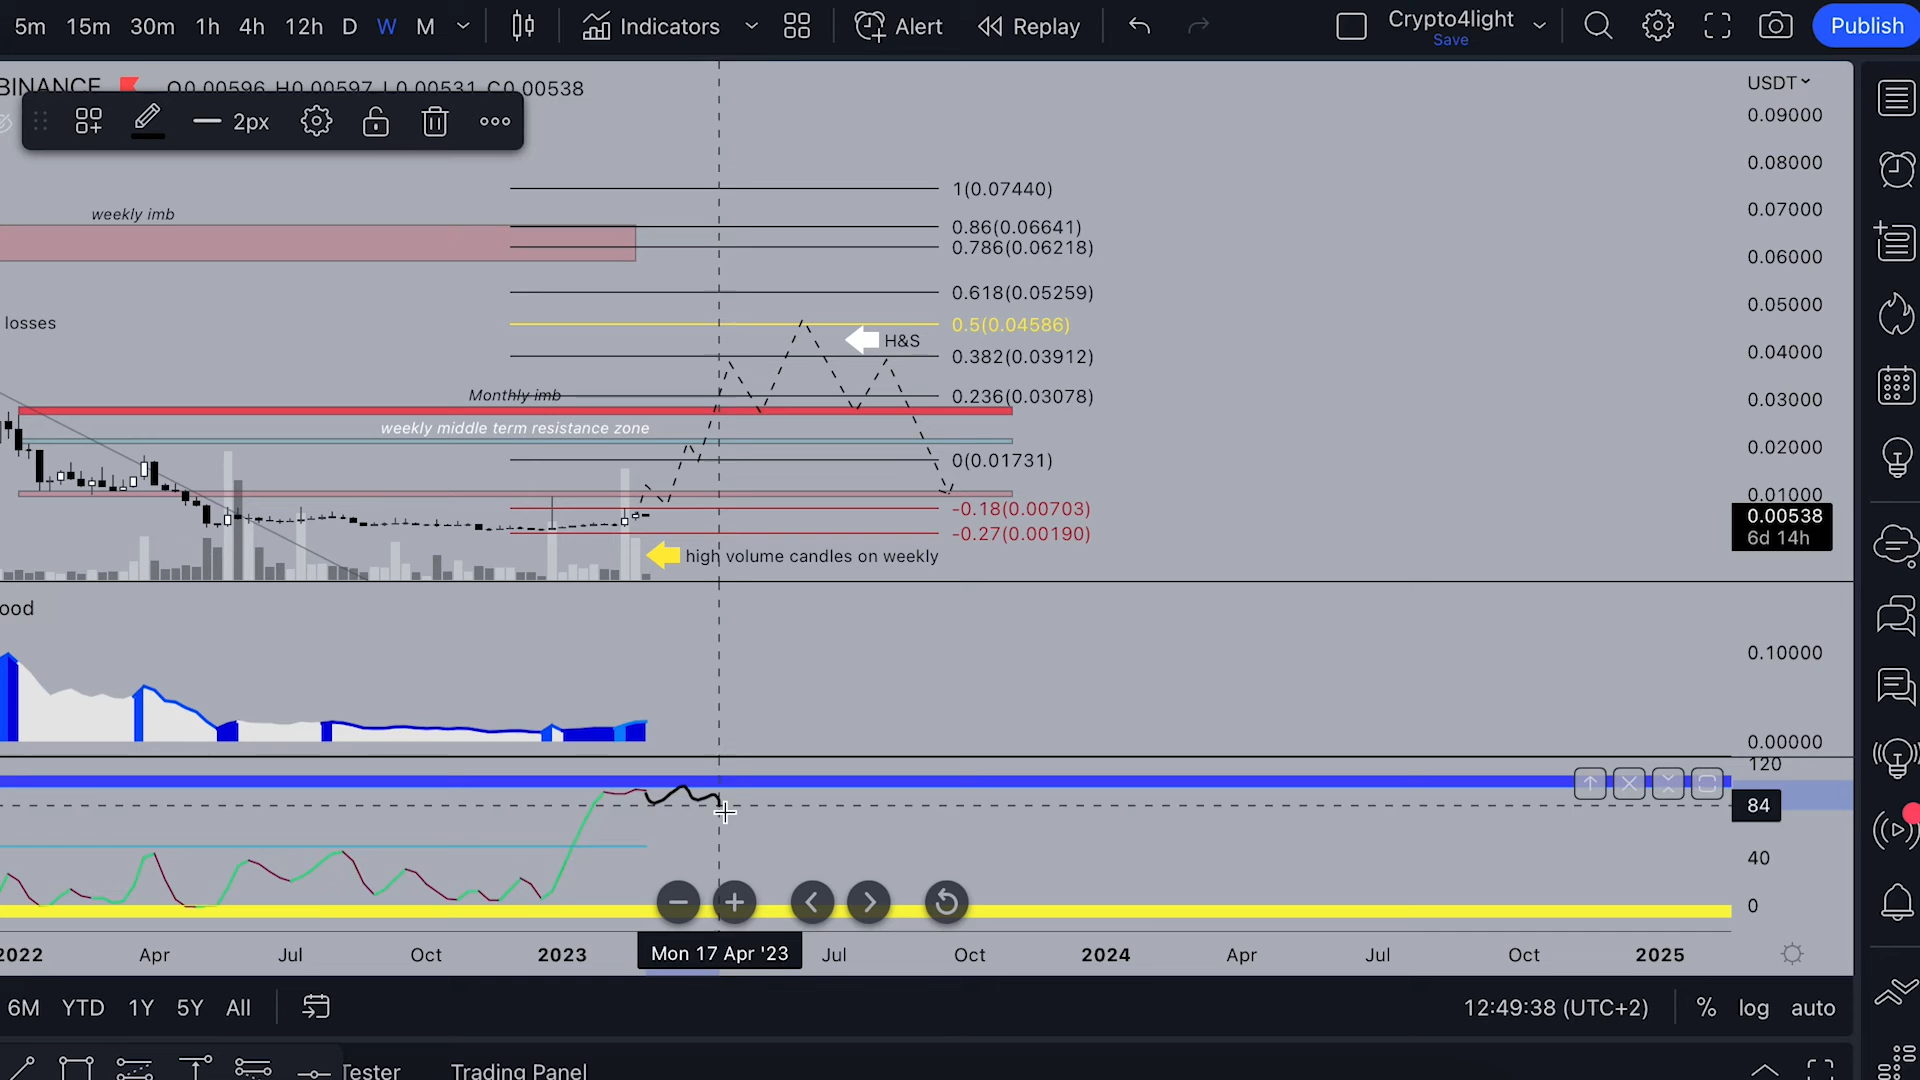 5m 15m 30m 1h 4h 12h D W M Indicators Alert Replay Crypto4light Publish
Save
BINANCE O0.00596 H0.00597 L0.00531 C0.00538
USDT
2px
0.09000
0.08000
1(0.07440)
0.07000
weekly imb
0.86(0.06641)
0.786(0.06218)
0.06000
0.618(0.05259)
0.05000
losses
0.5(0.04586)
H&S
0.382(0.03912)
0.04000
Monthly imb
0.236(0.03078)
0.03000
weekly middle term resistance zone
0.02000
0(0.01731)
0.01000
-0.18(0.00703)
0.00538
6d 14h
-0.27(0.00190)
high volume candles on weekly
ood
0.10000
0.00000
120
84
40
0
2022 Apr Jul Oct 2023 Mon 17 Apr '23 Jul Oct 2024 Apr Jul Oct 2025
6M YTD 1Y 5Y All 12:49:38 (UTC+2) % log auto
Tester Trading Panel